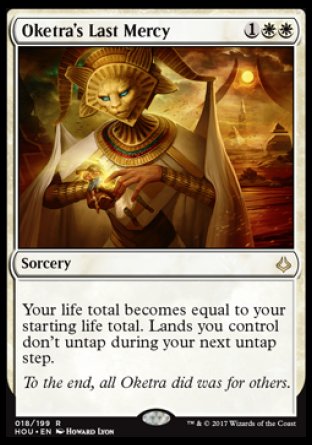 Oketra's Last Mercy 1
Sorcery
Your life total becomes equal to your
starting life total. Lands you control
don't untap during your next untap
step.
To the end, all Oketra did was for others.
018/199 R
HOU • EN Howard Lyon ™ & © 2017 Wizards of the Coast